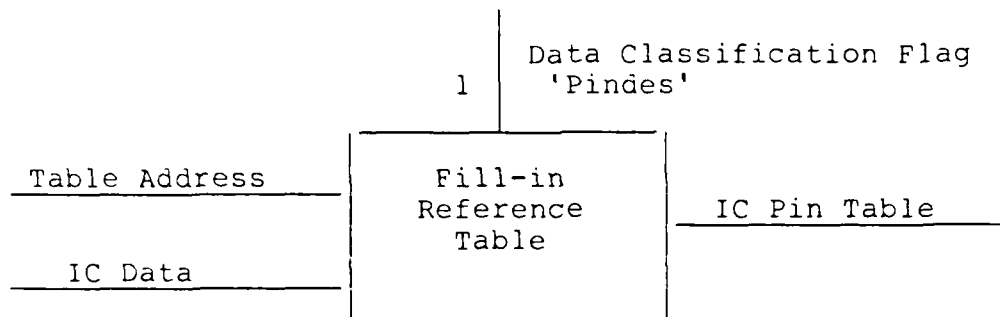 Data Classification Flag
1 'Pindes'
Table Address
Fill-in
Reference
Table
IC Pin Table
IC Data